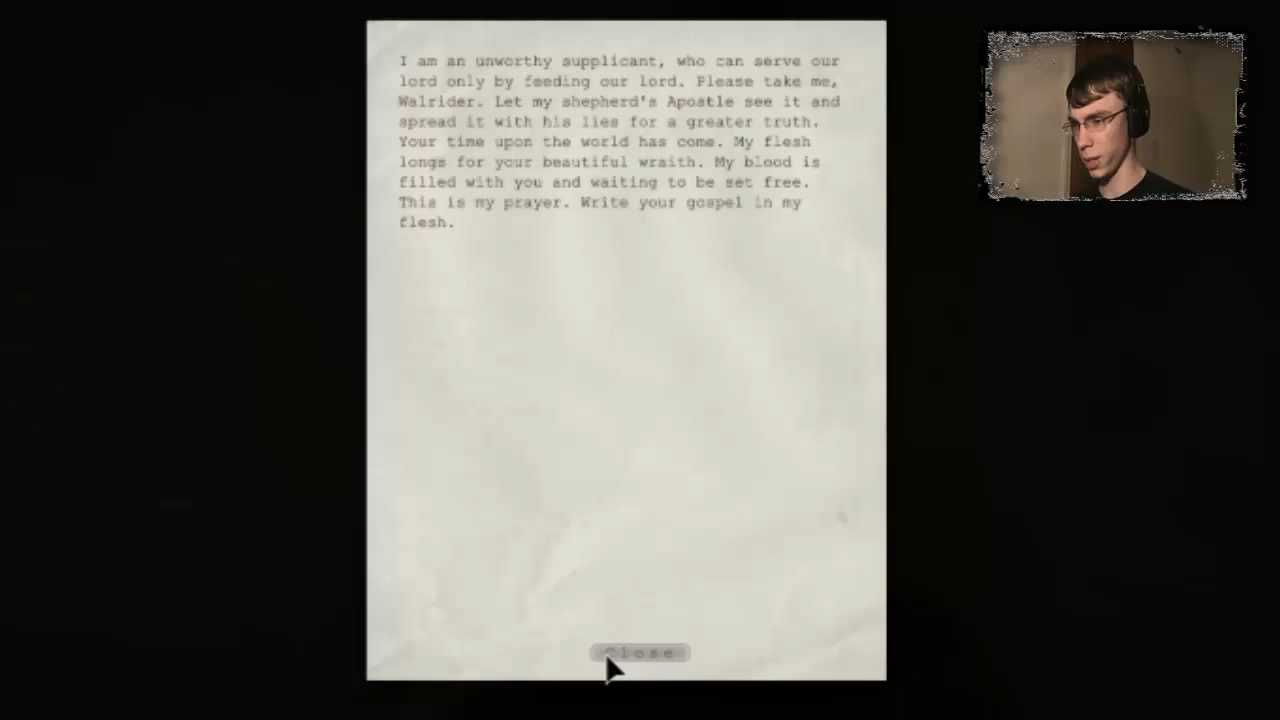 I am an unworthy supplicant, who can serve our
lord only by feeding our lord. Please take me,
Walrider. Let my shepherd's Apostle see it and
spread it with his lies for a greater truth.
Your time upon the world has come. My flesh
longs for your beautiful wraith. My blood is
filled with you and waiting to be set free.
This is my prayer. Write your gospel in my
flesh.
Close